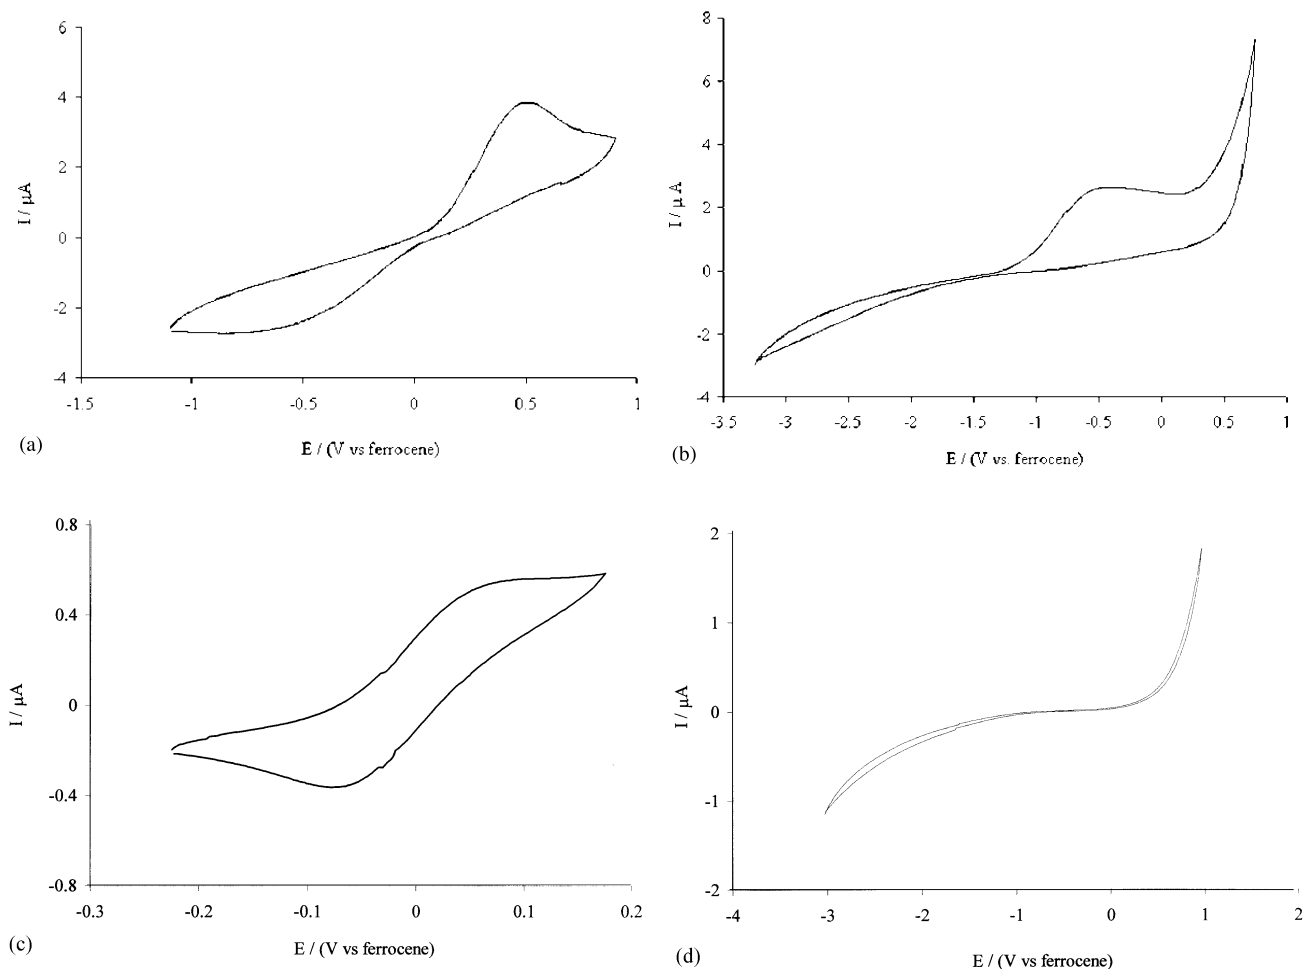 6
4
2
0
-2
-4
I / µA
-1.5 -1 -0.5 0 0.5 1
E / (V vs ferrocene)
(a)
8
6
4
2
0
-2
-4
I / µ A
-3.5 -3 -2.5 -2 -1.5 -1 -0.5 0 0.5 1
E / (V vs. ferrocene)
(b)
0.8
0.4
0
-0.4
-0.8
I / µA
-0.3 -0.2 -0.1 0 0.1 0.2
E / (V vs ferrocene)
(c)
2
1
0
-1
-2
I / µA
-4 -3 -2 -1 0 1 2
E / (V vs ferrocene)
(d)